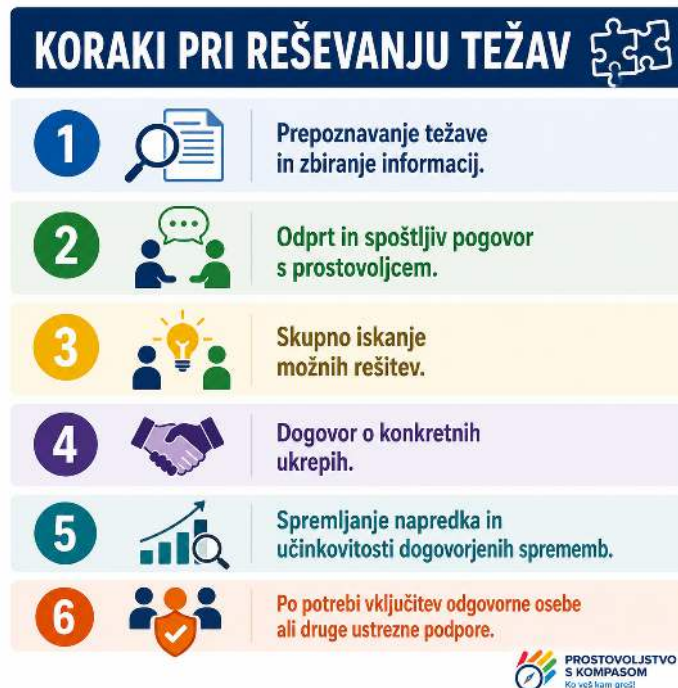 KORAKI PRI REŠEVANJU TEŽAV
1
Prepoznavanje težave
in zbiranje informacij.
2
Odprt in spoštljiv pogovor
s prostovoljcem.
3
Skupno iskanje
možnih rešitev.
4
Dogovor o konkretnih
ukrepih.
5
Spremljanje napredka in
učinkovitosti dogovorjenih sprememb.
6
Po potrebi vključitev odgovorne osebe
ali druge ustrezne podpore.
PROSTOVOLJSTVO
S KOMPASOM
Ko veš kam greš!